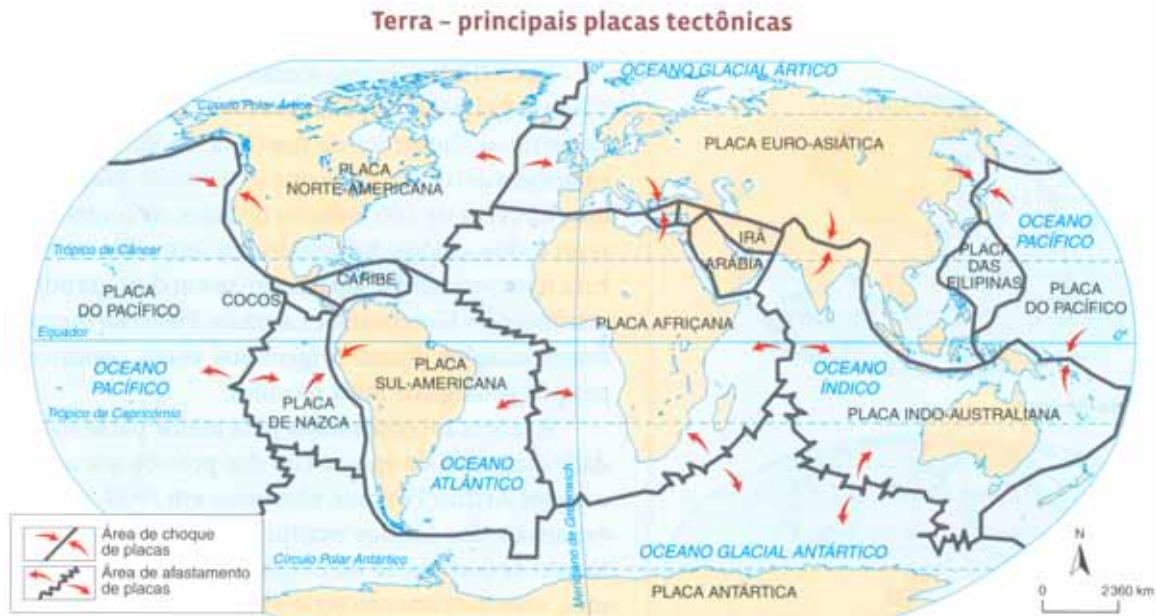 Terra – principais placas tectônicas
OCEANO GLACIAL ÁRTICO
0°
Círculo Polar Ártico
PLACA EURO-ASIÁTICA
PLACA
NORTE-AMERICANA
OCEANO
PACÍFICO
IRÃ
ARÁBIA
PLACA
DAS
FILIPINAS
Trópico de Câncer
CARIBE
COCOS
PLACA
DO PACÍFICO
PLACA
DO PACÍFICO
PLACA AFRICANA
Equador
0°
OCEANO
PACÍFICO
PLACA
SUL-AMERICANA
OCEANO
ÍNDICO
Trópico de Capricórnio
PLACA
DE NAZCA
PLACA INDO-AUSTRALIANA
OCEANO
ATLÂNTICO
Meridiano de Greenwich
Área de choque
de placas
Área de afastamento
de placas
Círculo Polar Antártico
OCEANO GLACIAL ANTÁRTICO
PLACA ANTÁRTICA
N
0 2360 km